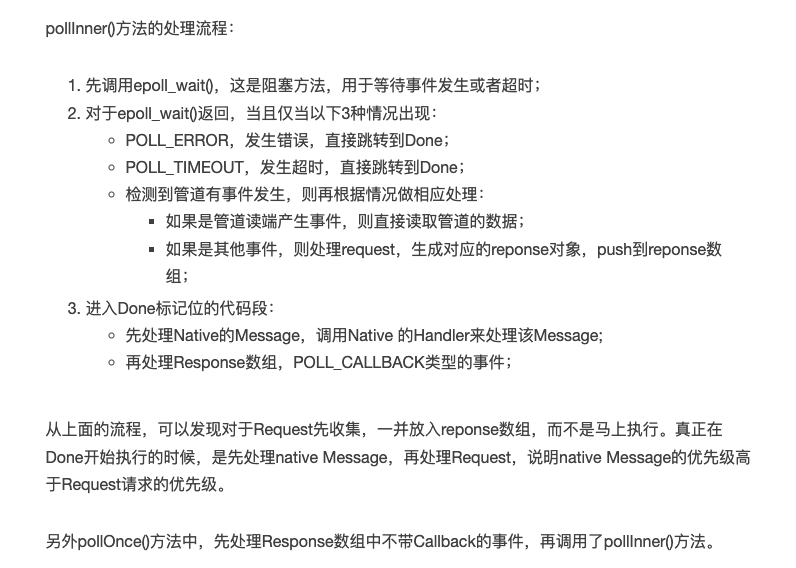 pollInner()方法的处理流程：
1. 先调用epoll_wait()，这是阻塞方法，用于等待事件发生或者超时；
2. 对于epoll_wait()返回，当且仅当以下3种情况出现：
○ POLL_ERROR，发生错误，直接跳转到Done；
○ POLL_TIMEOUT，发生超时，直接跳转到Done；
○ 检测到管道有事件发生，则再根据情况做相应处理：
▪ 如果是管道读端产生事件，则直接读取管道的数据；
▪ 如果是其他事件，则处理request，生成对应的reponse对象，push到reponse数
组；
3. 进入Done标记位的代码段：
○ 先处理Native的Message，调用Native 的Handler来处理该Message;
○ 再处理Response数组，POLL_CALLBACK类型的事件；
从上面的流程，可以发现对于Request先收集，一并放入reponse数组，而不是马上执行。真正在
Done开始执行的时候，是先处理native Message，再处理Request，说明native Message的优先级高
于Request请求的优先级。
另外pollOnce()方法中，先处理Response数组中不带Callback的事件，再调用了pollInner()方法。